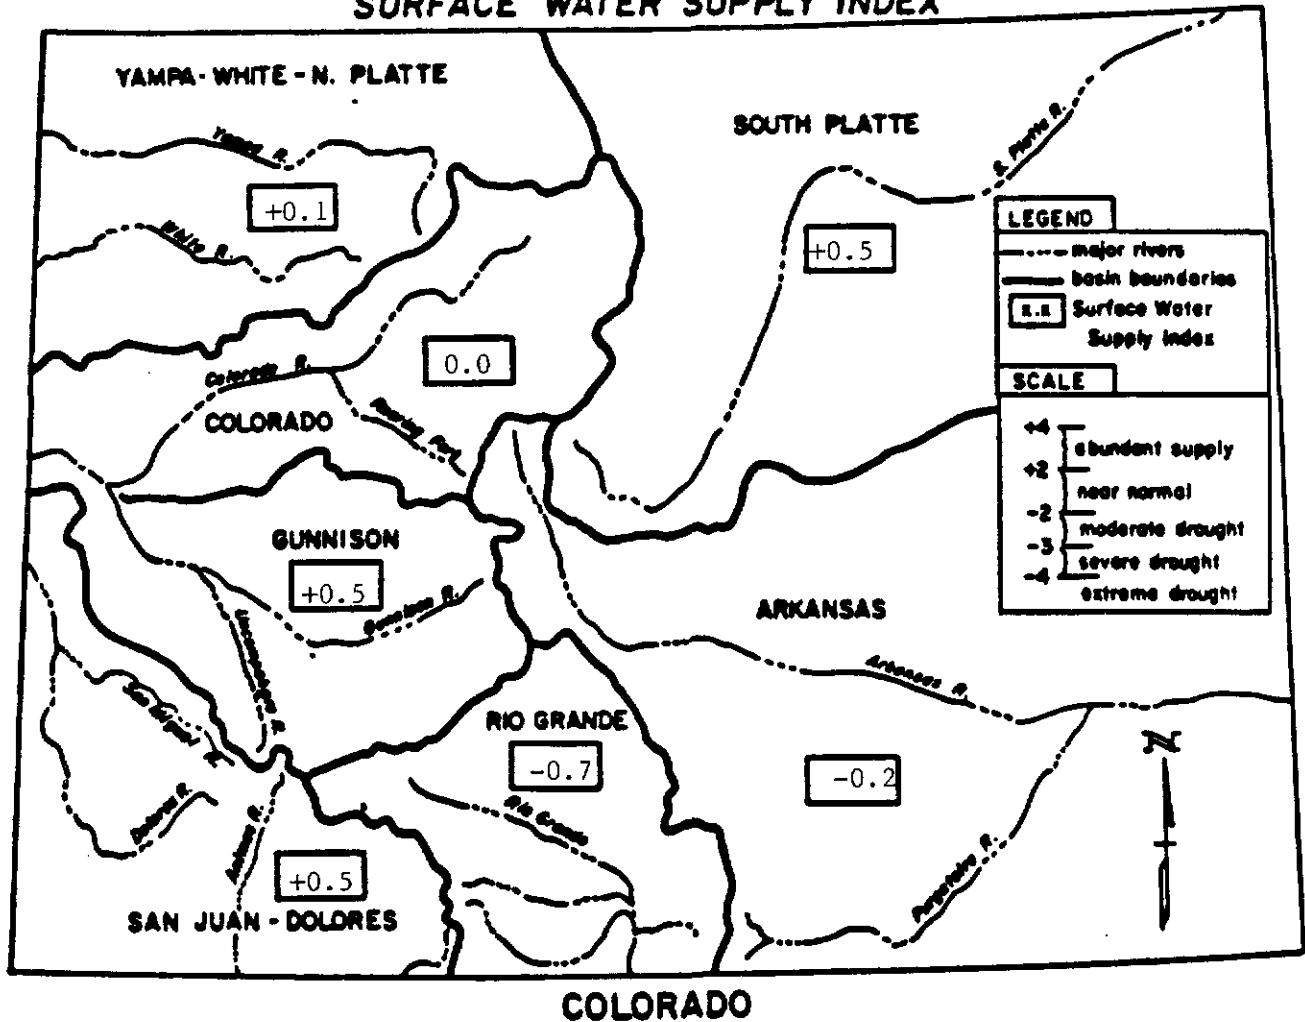 SURFACE WATER SUPPLY INDEX
YAMPA-WHITE-N. PLATTE
SOUTH PLATTE
Yampa R.
S. Platte R.
+0.1
White R.
+0.5
LEGEND
major rivers
basin boundaries
x.x Surface Water
Supply Index
0.0
Colorado R.
COLORADO
Roaring Fork
SCALE
+4
abundant supply
+2
near normal
-2
moderate drought
-3
severe drought
-4
extreme drought
GUNNISON
+0.5
Gunnison R.
Uncompahgre R.
ARKANSAS
Arkansas R.
San Miguel R.
RIO GRANDE
-0.7
-0.2
N
Rio Grande
Dolores R.
Animas R.
Purgatoire R.
+0.5
SAN JUAN - DOLORES
COLORADO